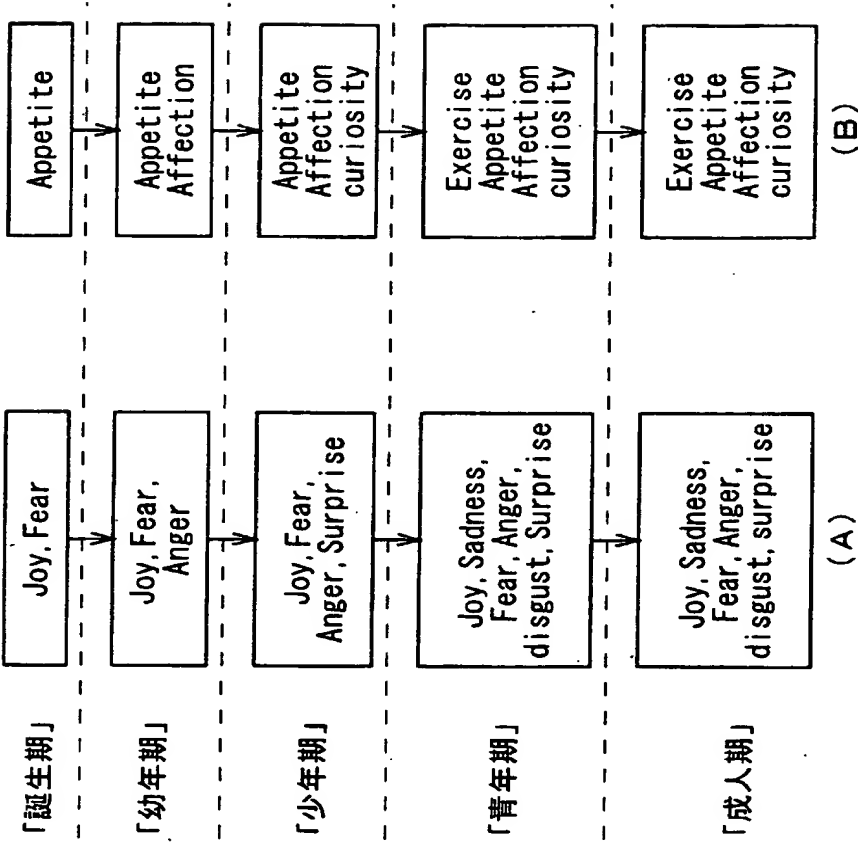 「誕生期」
Joy, Fear
Appetite
「幼年期」
Joy, Fear,
Anger
Appetite
Affection
「少年期」
Joy, Fear,
Anger, Surprise
Appetite
Affection
curiosity
「青年期」
Joy, Sadness,
Fear, Anger,
disgust, Surprise
Exercise
Appetite
Affection
curiosity
「成人期」
Joy, Sadness,
Fear, Anger,
disgust, surprise
Exercise
Appetite
Affection
curiosity
(A)
(B)